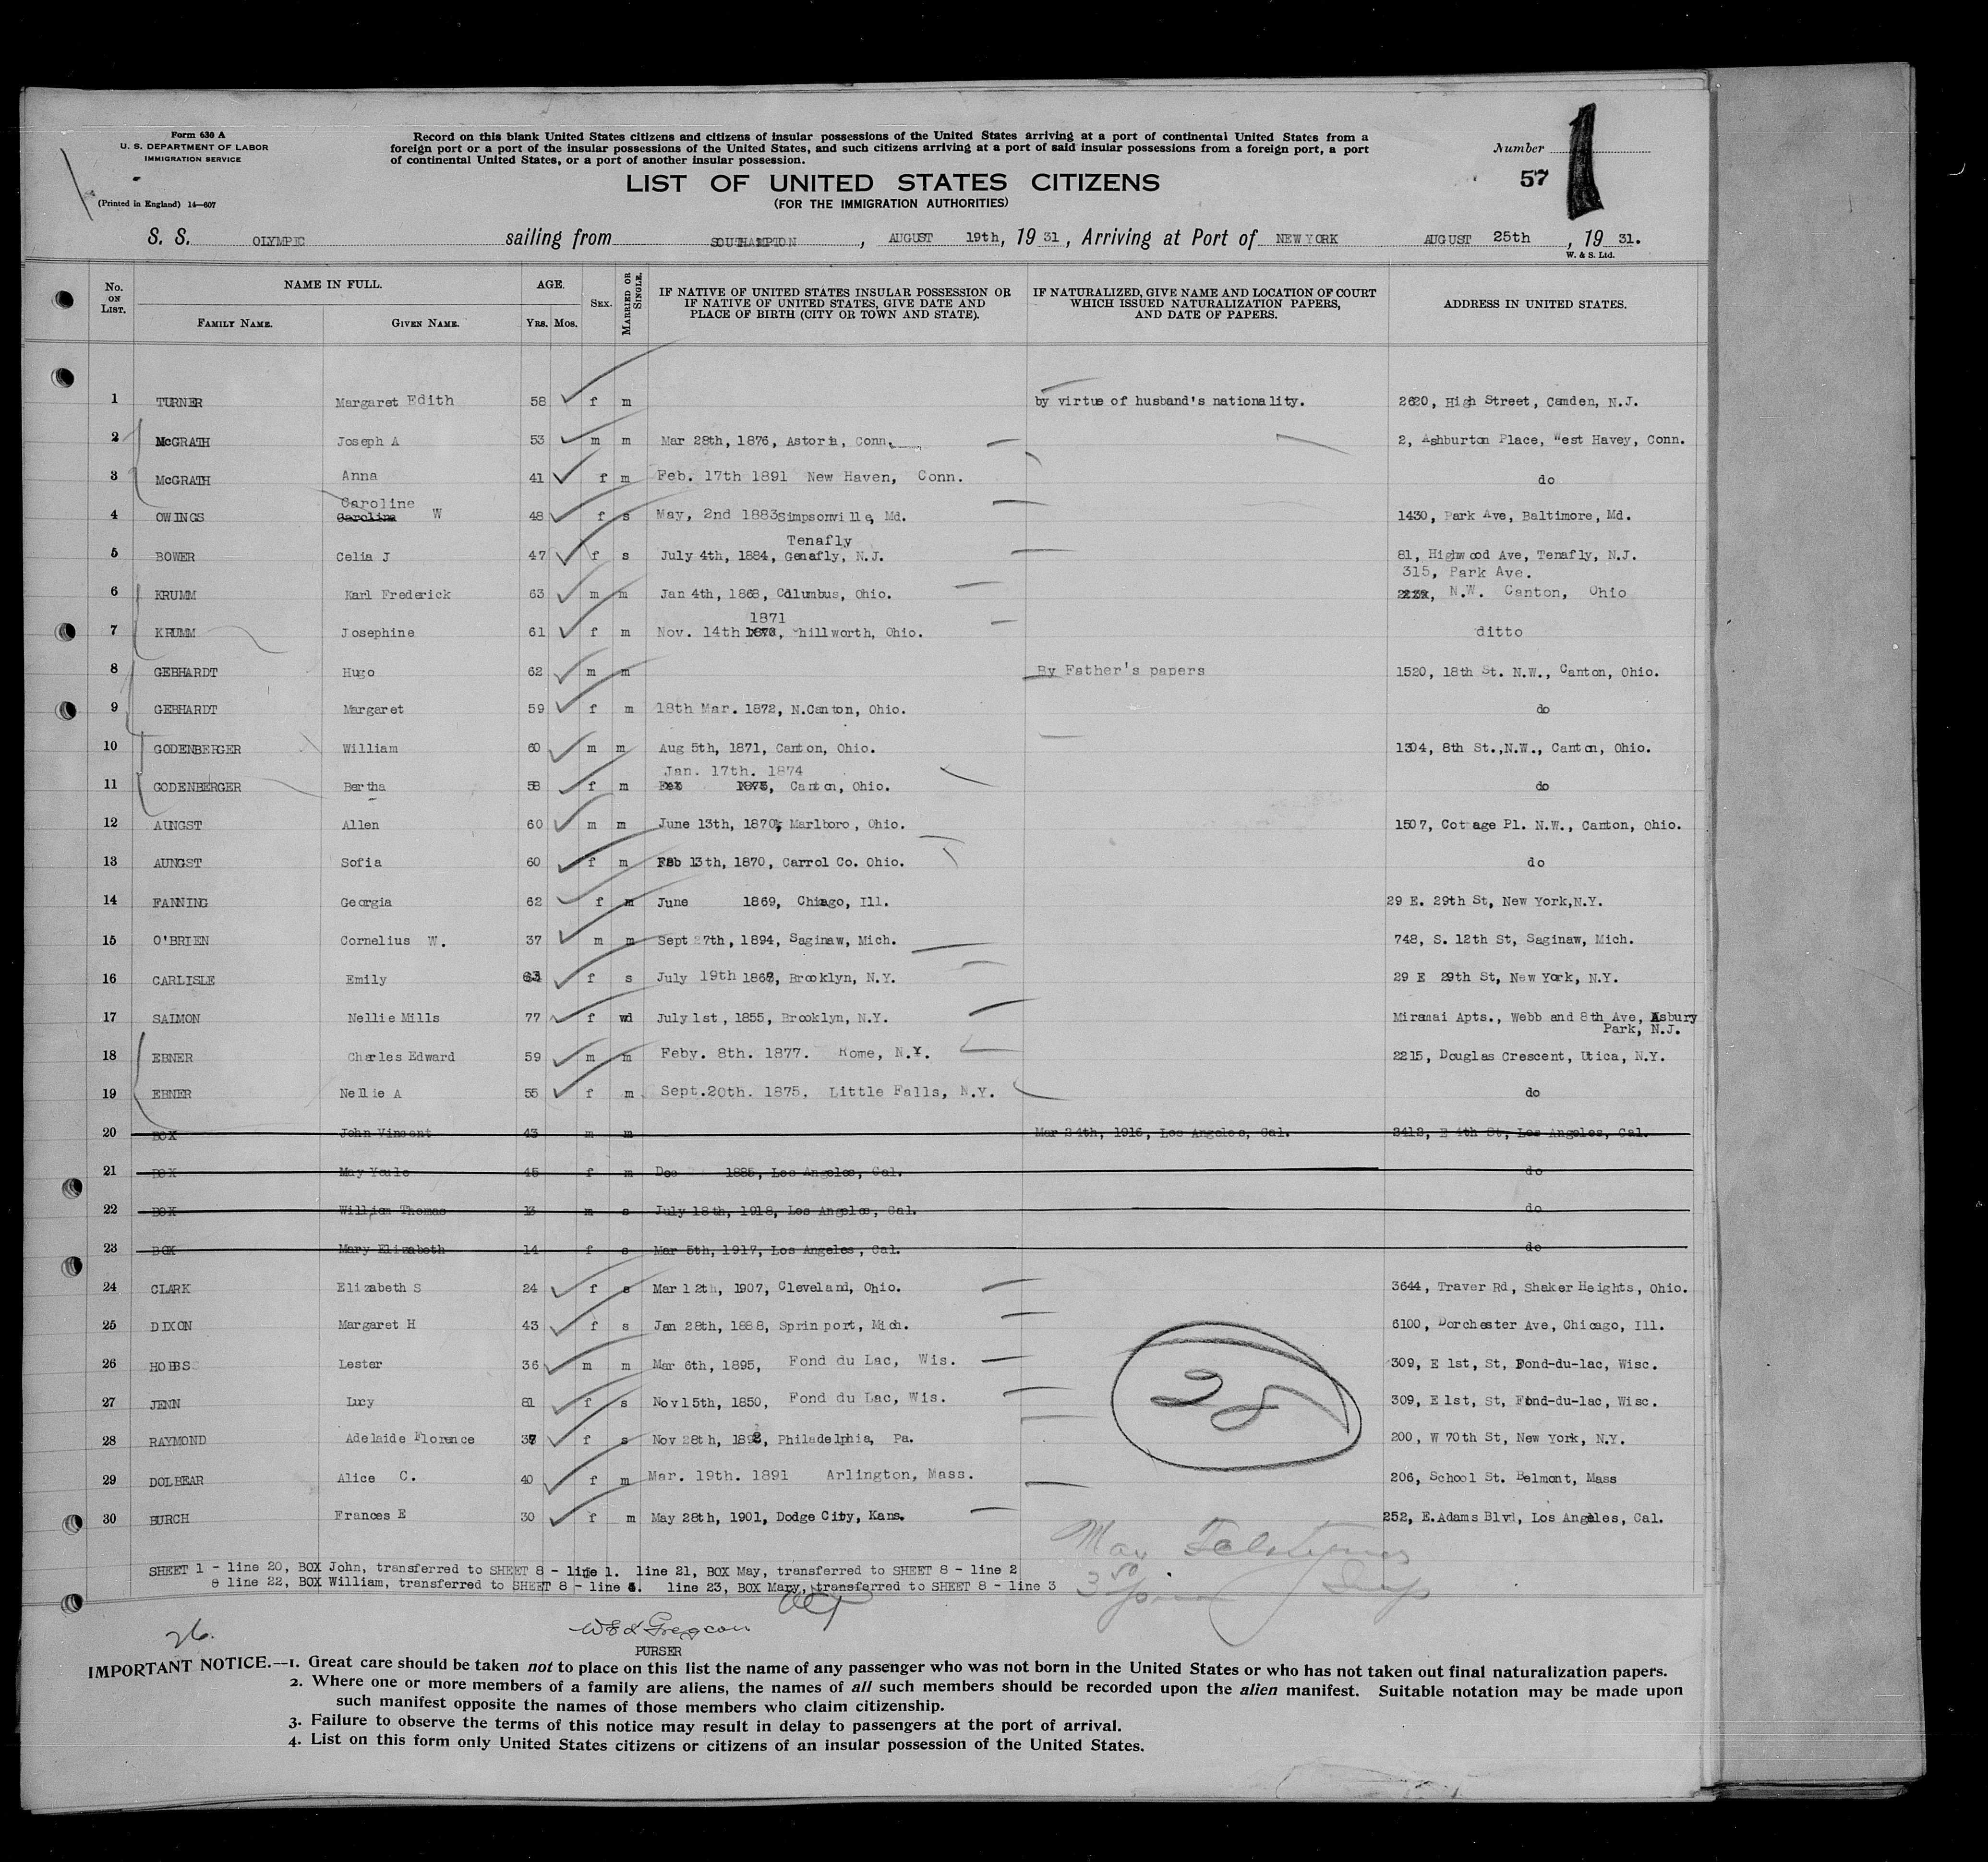 Form 630 A
U. S. DEPARTMENT OF LABOR
IMMIGRATION SERVICE
(Printed in England) 14—607
Record on this blank United States citizens and citizens of insular possessions of the United States arriving at a port of continental United States from a
foreign port or a port of the insular possessions of the United States, and such citizens arriving at a port of said insular possessions from a foreign port, a port
of continental United States, or a port of another insular possession.
Number
57
1
LIST OF UNITED STATES CITIZENS
(FOR THE IMMIGRATION AUTHORITIES)
S. S. OLYMPIC sailing from SOUTHAMPTON, AUGUST 19th, 1931, Arriving at Port of NEW YORK AUGUST 25th, 1931.
W. & S. Ltd.
No. ON LIST. NAME IN FULL. FAMILY NAME. GIVEN NAME. AGE. YRS. MOS. SEX. MARRIED OR SINGLE. IF NATIVE OF UNITED STATES INSULAR POSSESSION OR IF NATIVE OF UNITED STATES, GIVE DATE AND PLACE OF BIRTH (CITY OR TOWN AND STATE). IF NATURALIZED, GIVE NAME AND LOCATION OF COURT WHICH ISSUED NATURALIZATION PAPERS, AND DATE OF PAPERS. ADDRESS IN UNITED STATES.
1 TURNER Margaret Edith 58 f m by virtue of husband's nationality. 2620, High Street, Camden, N.J.
2 McGRATH Joseph A 53 m m Mar 28th, 1876, Astoria, Conn. 2, Ashburton Place, West Havey, Conn.
3 McGRATH Anna 41 f m Feb. 17th 1891 New Haven, Conn. do
Caroline
4 OWINGS Carolina W 48 f s May, 2nd 1883 Simpsonville, Md. 1430, Park Ave, Baltimore, Md.
Tenafly
5 BOWER Celia J 47 f s July 4th, 1884, Genafly, N.J. 81, Highwood Ave, Tenafly, N.J.
315, Park Ave.
6 KRUMM Karl Frederick 63 m m Jan 4th, 1868, Columbus, Ohio. N.W. Canton, Ohio
1871
7 KRUMM Josephine 61 f m Nov. 14th Chillworth, Ohio. ditto
8 GEBHARDT Hugo 62 m m By Father's papers 1520, 18th St. N.W., Canton, Ohio.
9 GEBHARDT Margaret 59 f m 18th Mar. 1872, N.Canton, Ohio. do
10 GODENBERGER William 60 m m Aug 5th, 1871, Canton, Ohio. 1304, 8th St.,N.W., Canton, Ohio.
Jan. 17th. 1874
11 GODENBERGER Bertha 58 f m Canton, Ohio. do
12 AUNGST Allen 60 m m June 13th, 1870, Marlboro, Ohio. 1507, Cottage Pl. N.W., Canton, Ohio.
13 AUNGST Sofia 60 f m Feb 13th, 1870, Carrol Co. Ohio. do
14 FANNING Georgia 62 f m June 1869, Chicago, Ill. 29 E. 29th St, New York,N.Y.
15 O'BRIEN Cornelius W. 37 m m Sept 27th, 1894, Saginaw, Mich. 748, S. 12th St, Saginaw, Mich.
16 CARLISLE Emily f s July 19th Brooklyn, N.Y. 29 E 29th St, New York, N.Y.
17 SALMON Nellie Mills 77 f wd July 1st, 1855, Brooklyn, N.Y. Miramai Apts., Webb and 8th Ave, Asbury
Park, N.J.
18 EBNER Charles Edward 59 m m Feby. 8th. 1877. Rome, N.Y. 2215, Douglas Crescent, Utica, N.Y.
19 EBNER Nellie A 55 f m Sept.20th. 1875. Little Falls, N.Y. do
20 BOX John Vincent 43 m m Mar 24th, 1916, Los Angeles, Cal. 2412, E 4th St, Los Angeles, Cal.
21 BOX May Youle 45 f m Dec 1885, Los Angeles, Cal. do
22 BOX William Thomas 13 m s July 18th, 1918, Los Angeles, Cal. do
23 BOX Mary Elizabeth 14 f s Mar 5th, 1917, Los Angeles, Cal. do
24 CLARK Elizabeth S 24 f s Mar 12th, 1907, Cleveland, Ohio. 3644, Traver Rd, Shaker Heights, Ohio.
25 DIXON Margaret H 43 f s Jan 28th, 1888, Sprinport, Mich. 6100, Dorchester Ave, Chicago, Ill.
26 HOBBS Lester 36 m m Mar 6th, 1895, Fond du Lac, Wis. 309, E 1st, St, Fond-du-lac, Wisc.
27 JENN Lucy 81 f s Nov 15th, 1850, Fond du Lac, Wis. 309, E 1st, St, Fond-du-lac, Wisc.
28 RAYMOND Adelaide Florence 37 f s Nov 28th, 1893, Philadelphia, Pa. 200, W 70th St, New York, N.Y.
29 DOLBEAR Alice C. 40 f m Mar. 19th. 1891 Arlington, Mass. 206, School St. Belmont, Mass
30 BURCH Frances E 30 f m May 28th, 1901, Dodge City, Kans. 252, E.Adams Blvd, Los Angeles, Cal.
28
SHEET 1 - line 20, BOX John, transferred to SHEET 8 - line 1. line 21, BOX May, transferred to SHEET 8 - line 2
& line 22, BOX William, transferred to SHEET 8 - line 4. line 23, BOX Mary, transferred to SHEET 8 - line 3
26.
PURSER
IMPORTANT NOTICE.—1. Great care should be taken not to place on this list the name of any passenger who was not born in the United States or who has not taken out final naturalization papers.
2. Where one or more members of a family are aliens, the names of all such members should be recorded upon the alien manifest. Suitable notation may be made upon
such manifest opposite the names of those members who claim citizenship.
3. Failure to observe the terms of this notice may result in delay to passengers at the port of arrival.
4. List on this form only United States citizens or citizens of an insular possession of the United States.